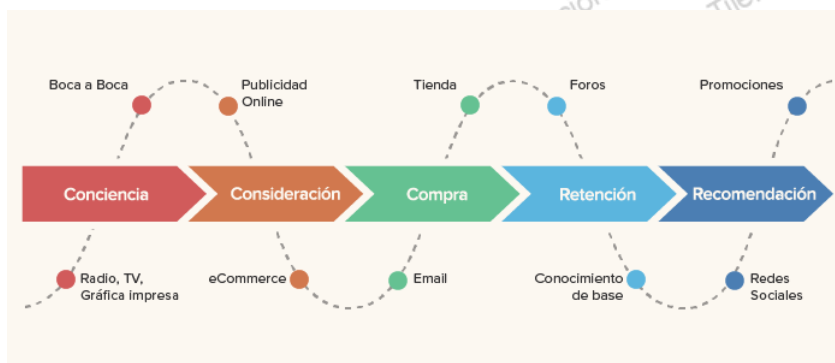 Boca a Boca
Publicidad
Online
Tienda
Foros
Promociones
Conciencia
Consideración
Compra
Retención
Recomendación
Radio, TV,
Gráfica impresa
eCommerce
Email
Conocimiento
de base
Redes
Sociales